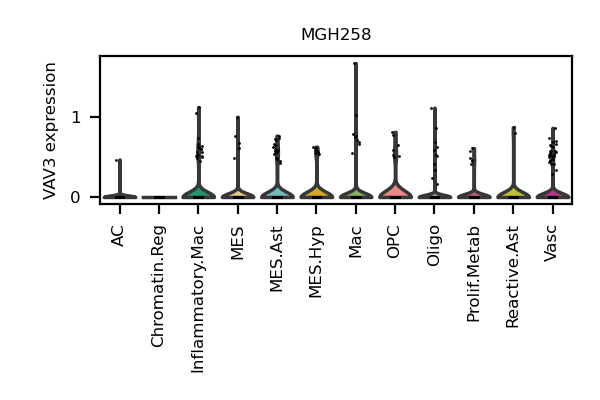 MGH258
VAV3 expression
1
0
AC
Chromatin.Reg
Inflammatory.Mac
MES
MES.Ast
MES.Hyp
Mac
OPC
Oligo
Prolif.Metab
Reactive.Ast
Vasc